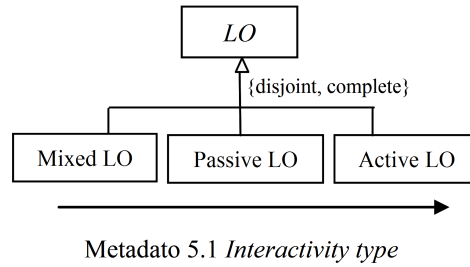 LO
{disjoint, complete}
Mixed LO
Passive LO
Active LO
Metadato 5.1 Interactivity type